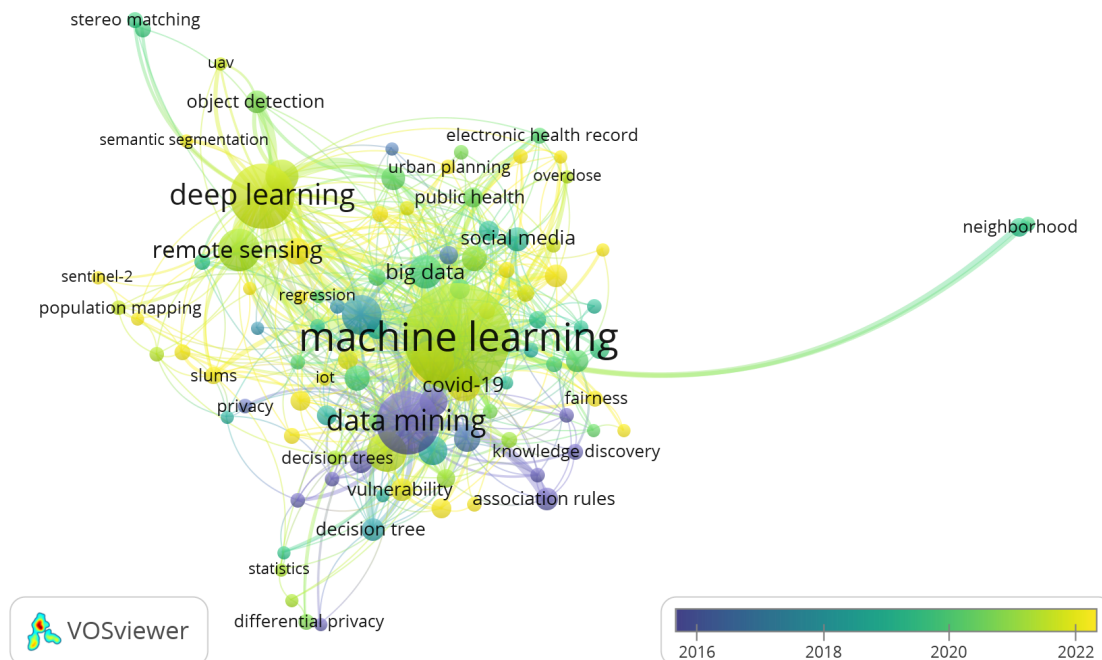 stereo matching
uav
object detection
semantic segmentation
electronic health record
urban planning
overdose
deep learning
public health
neighborhood
social media
remote sensing
big data
sentinel-2
regression
population mapping
machine learning
slums
iot
covid-19
fairness
privacy
data mining
knowledge discovery
decision trees
vulnerability
association rules
decision tree
statistics
differential privacy
VOSviewer
2016
2018
2020
2022